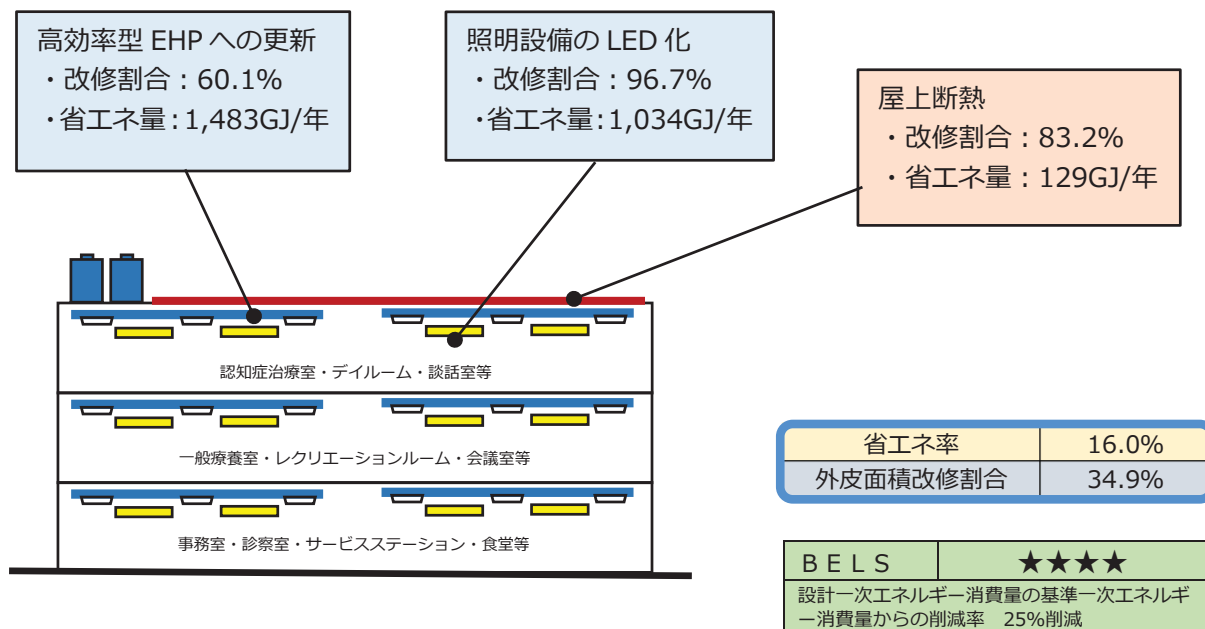 高効率型 EHP への更新
・改修割合：60.1%
・省エネ量：1,483GJ/年
照明設備の LED 化
・改修割合：96.7%
・省エネ量：1,034GJ/年
屋上断熱
・改修割合：83.2%
・省エネ量：129GJ/年
認知症治療室・デイルーム・談話室等
一般療養室・レクリエーションルーム・会議室等
事務室・診察室・サービスステーション・食堂等
省エネ率 16.0%
外皮面積改修割合 34.9%
ＢＥＬＳ ★★★★
設計一次エネルギー消費量の基準一次エネルギ
ー消費量からの削減率　25%削減